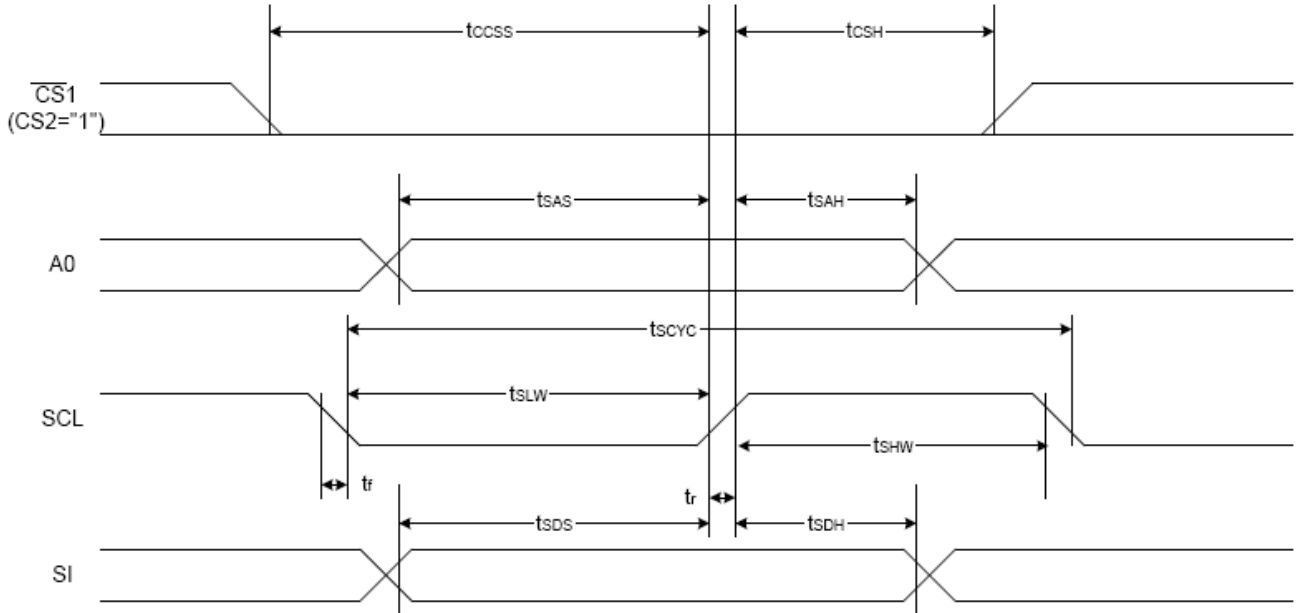 tCCSS
tCSH
CS1
(CS2="1")
tSAS
tSAH
A0
tSCYC
tSLW
SCL
tSHW
tf
tr
tSDS
tSDH
SI